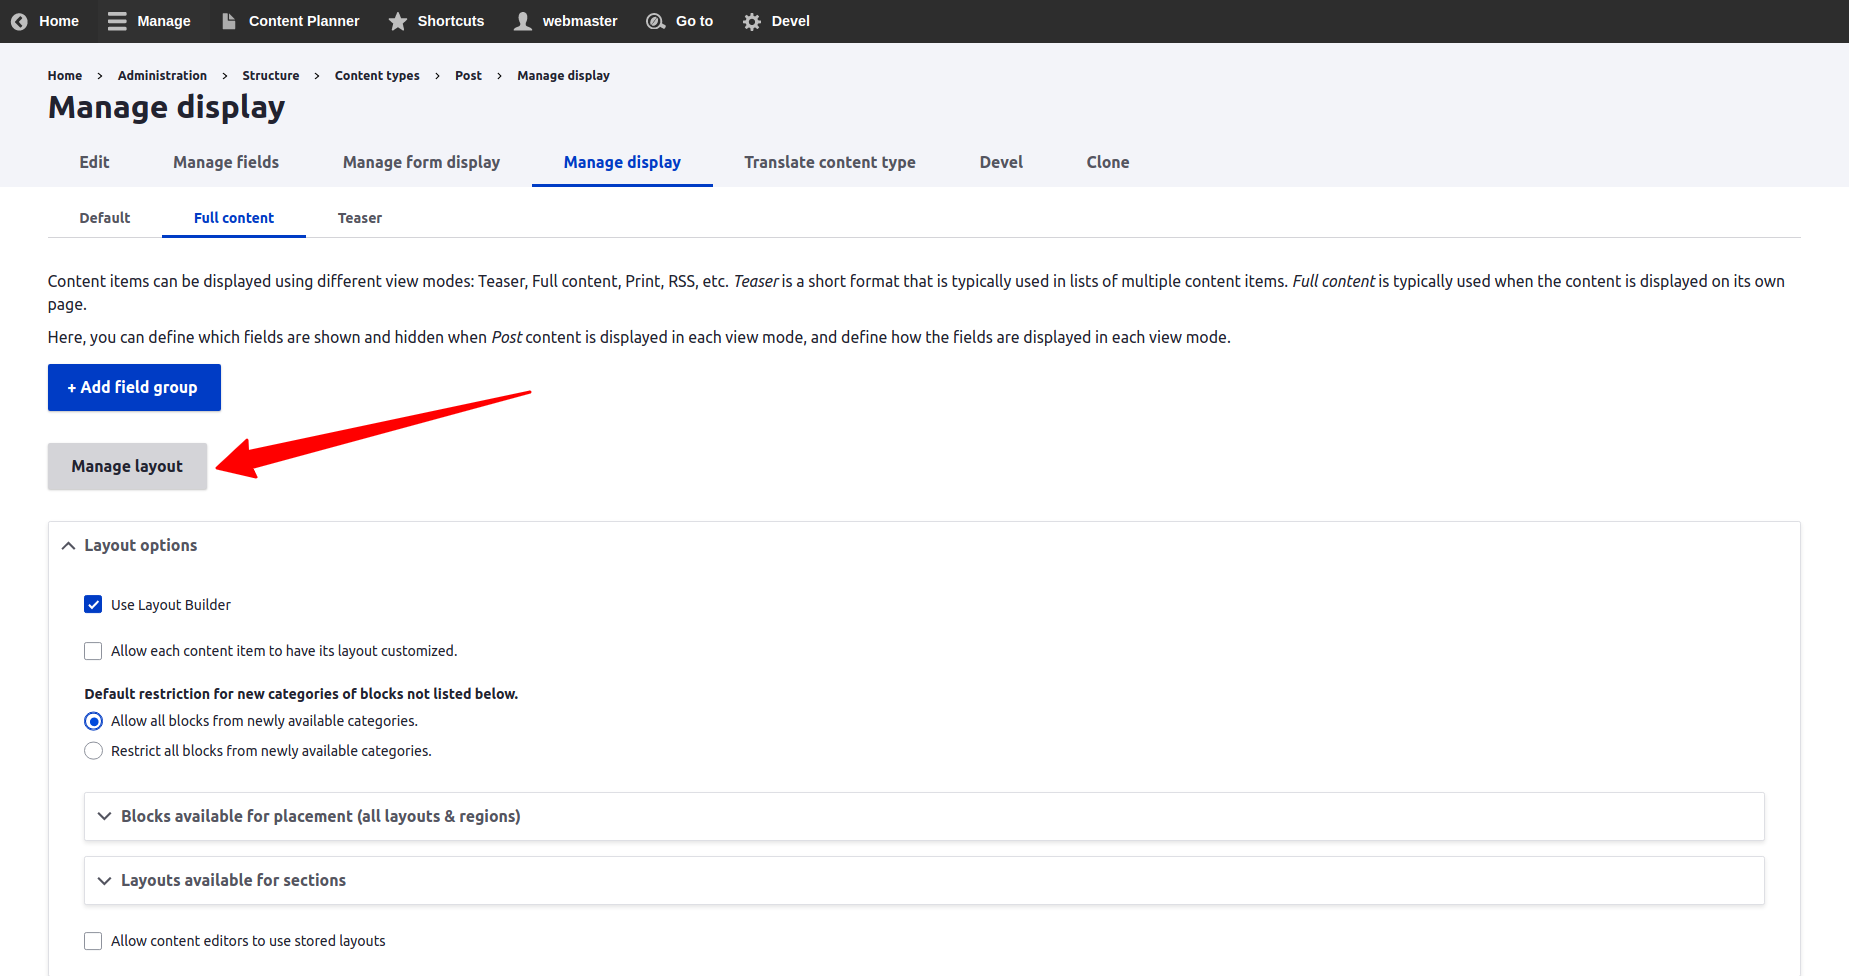 Home Manage Content Planner Shortcuts webmaster Go to Devel
Home > Administration > Structure > Content types > Post > Manage display
Manage display
Edit Manage fields Manage form display Manage display Translate content type Devel Clone
Default Full content Teaser
Content items can be displayed using different view modes: Teaser, Full content, Print, RSS, etc. Teaser is a short format that is typically used in lists of multiple content items. Full content is typically used when the content is displayed on its own
page.
Here, you can define which fields are shown and hidden when Post content is displayed in each view mode, and define how the fields are displayed in each view mode.
+ Add field group
Manage layout
Layout options
Use Layout Builder
Allow each content item to have its layout customized.
Default restriction for new categories of blocks not listed below.
Allow all blocks from newly available categories.
Restrict all blocks from newly available categories.
Blocks available for placement (all layouts & regions)
Layouts available for sections
Allow content editors to use stored layouts